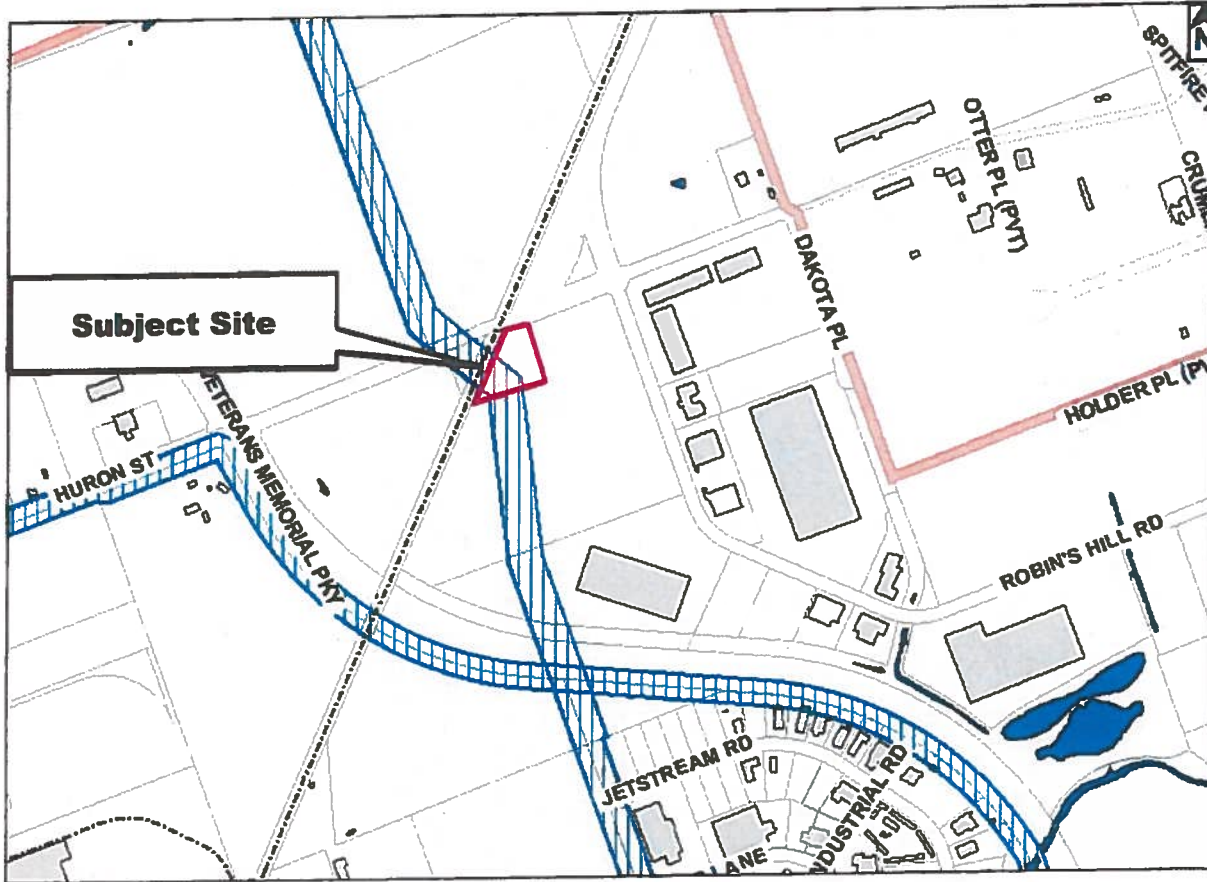 N
SPITFIRE
OTTER PL (PVT)
DAKOTA PL
Subject Site
HOLDER PL
HURON ST
VETERANS MEMORIAL PKY
ROBIN'S HILL RD
JETSTREAM RD
INDUSTRIAL RD
LANE